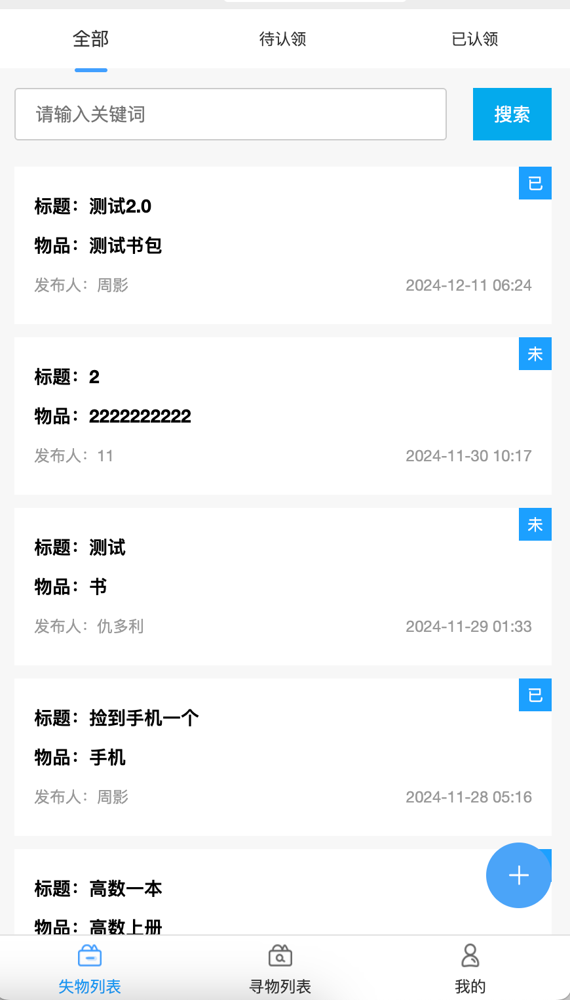 全部 待认领 已认领
请输入关键词 搜索
已
标题：测试2.0
物品：测试书包
发布人：周影 2024-12-11 06:24
未
标题：2
物品：2222222222
发布人：11 2024-11-30 10:17
未
标题：测试
物品：书
发布人：仇多利 2024-11-29 01:33
已
标题：捡到手机一个
物品：手机
发布人：周影 2024-11-28 05:16
标题：高数一本
物品：高数上册
失物列表 寻物列表 我的